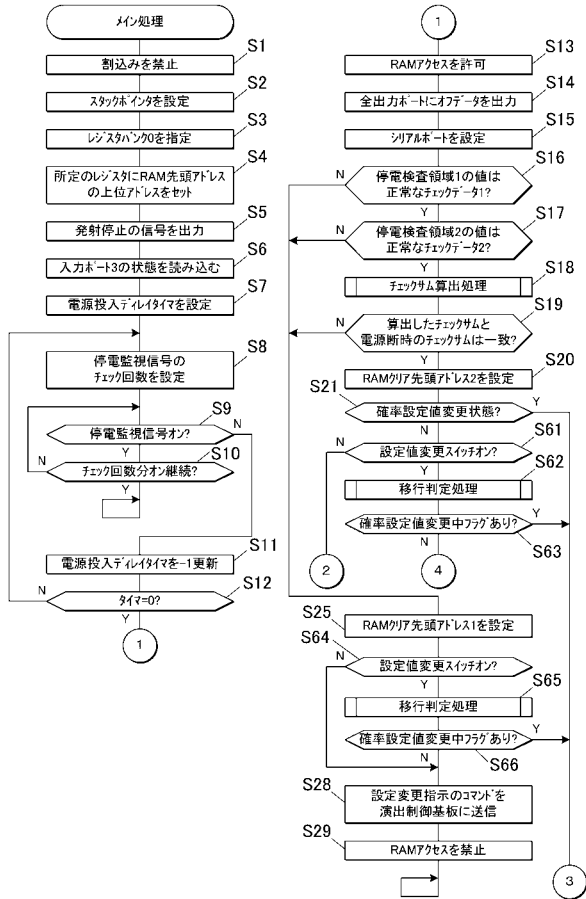 メイン処理
S1
割込みを禁止
S2
スタックポインタを設定
S3
レジスタバンク0を指定
S4
所定のレジスタにRAM先頭アドレス
の上位アドレスをセット
S5
発射停止の信号を出力
S6
入力ポート3の状態を読み込む
S7
電源投入ディレイタイマを設定
S8
停電監視信号の
チェック回数を設定
S9
停電監視信号オン?
N
Y
S10
チェック回数分オン継続?
N
Y
S11
電源投入ディレイタイマを-1更新
S12
タイマ=0?
N
Y
1
1
S13
RAMアクセスを許可
S14
全出力ポートにオフデータを出力
S15
シリアルポートを設定
S16
停電検査領域1の値は
正常なチェックデータ1?
N
Y
S17
停電検査領域2の値は
正常なチェックデータ2?
N
Y
S18
チェックサム算出処理
S19
算出したチェックサムと
電源断時のチェックサムは一致?
N
Y
S20
RAMクリア先頭アドレス2を設定
S21
確率設定値変更状態?
Y
N
S61
設定値変更スイッチオン?
N
Y
S62
移行判定処理
確率設定値変更中フラグあり?
Y
N
S63
2
4
S25
RAMクリア先頭アドレス1を設定
S64
設定値変更スイッチオン?
N
Y
S65
移行判定処理
確率設定値変更中フラグあり?
Y
N
S66
S28
設定変更指示のコマンドを
演出制御基板に送信
S29
RAMアクセスを禁止
3